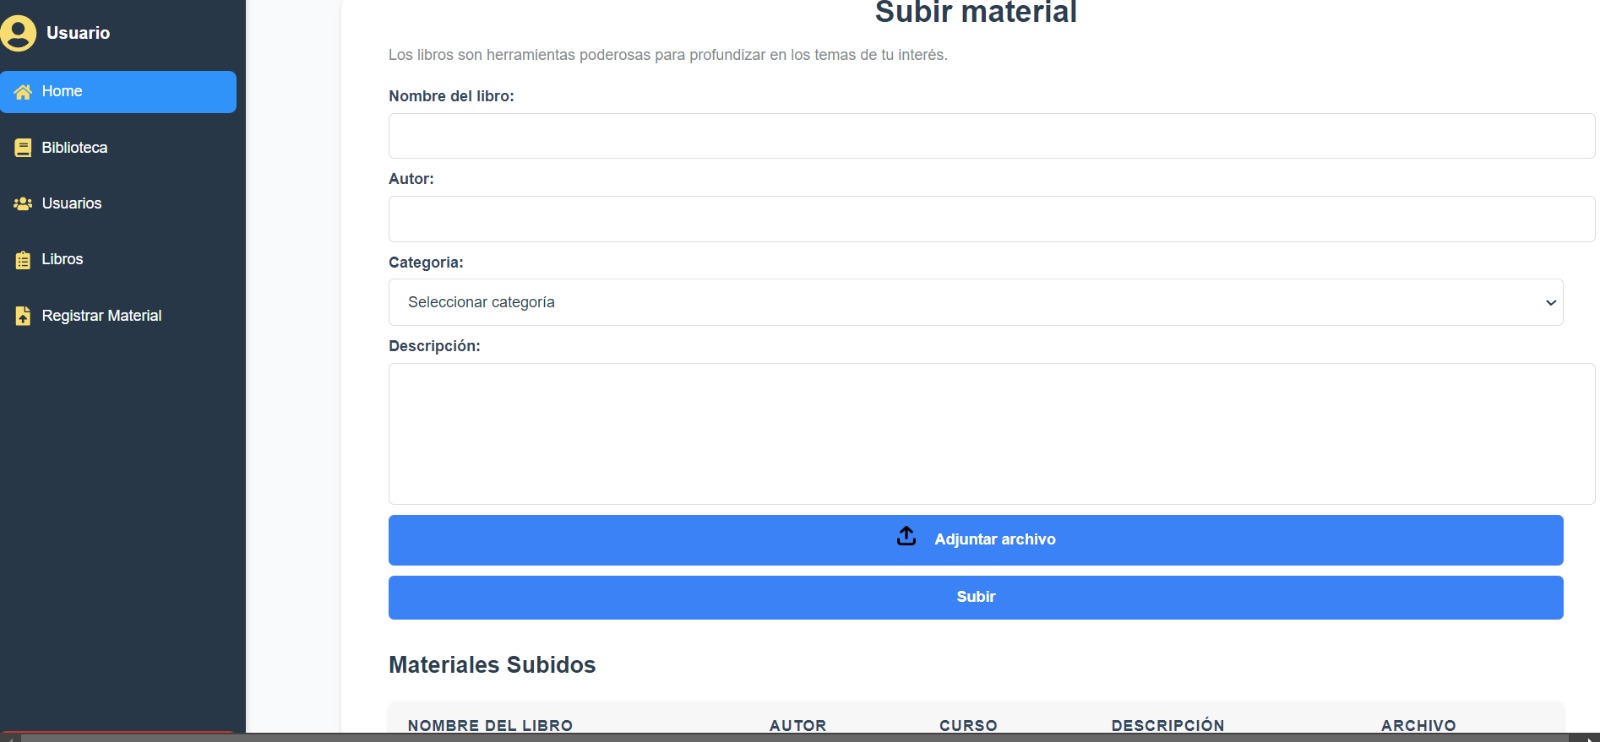 Usuario
Home
Biblioteca
Usuarios
Libros
Registrar Material
Subir material
Los libros son herramientas poderosas para profundizar en los temas de tu interés.
Nombre del libro:
Autor:
Categoria:
Seleccionar categoría
Descripción:
Adjuntar archivo
Subir
Materiales Subidos
NOMBRE DEL LIBRO AUTOR CURSO DESCRIPCIÓN ARCHIVO